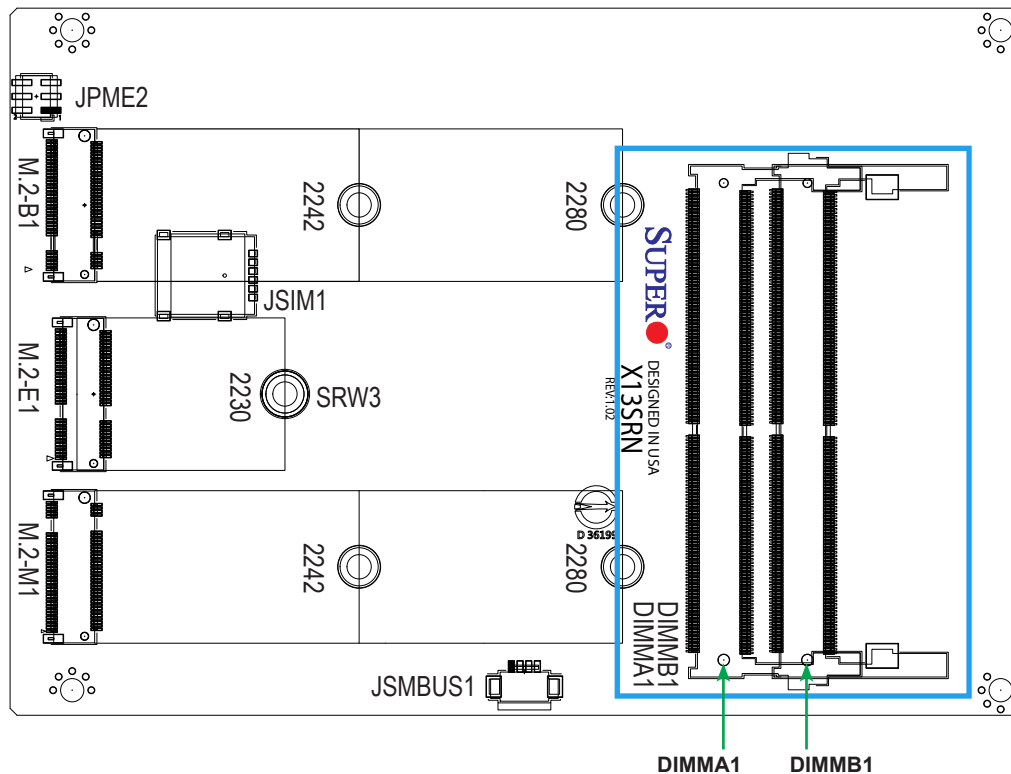 JPME2
M.2-B1
2242
2280
JSIM1
SUPER
®
M.2-E1
2230
SRW3
DESIGNED IN USA
X13SRN
REV:1.02
M.2-M1
2242
D 36199
2280
DIMMB1
DIMMA1
JSMBUS1
DIMMA1
DIMMB1